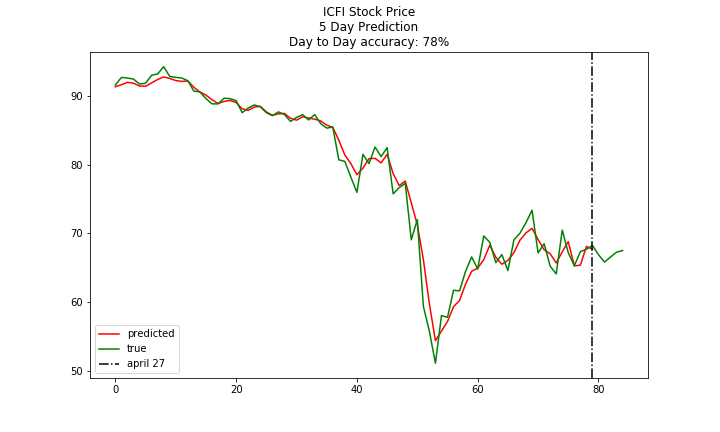 ICFI Stock Price
5 Day Prediction
Day to Day accuracy: 78%
90
80
70
60
50
predicted
true
april 27
0
20
40
60
80